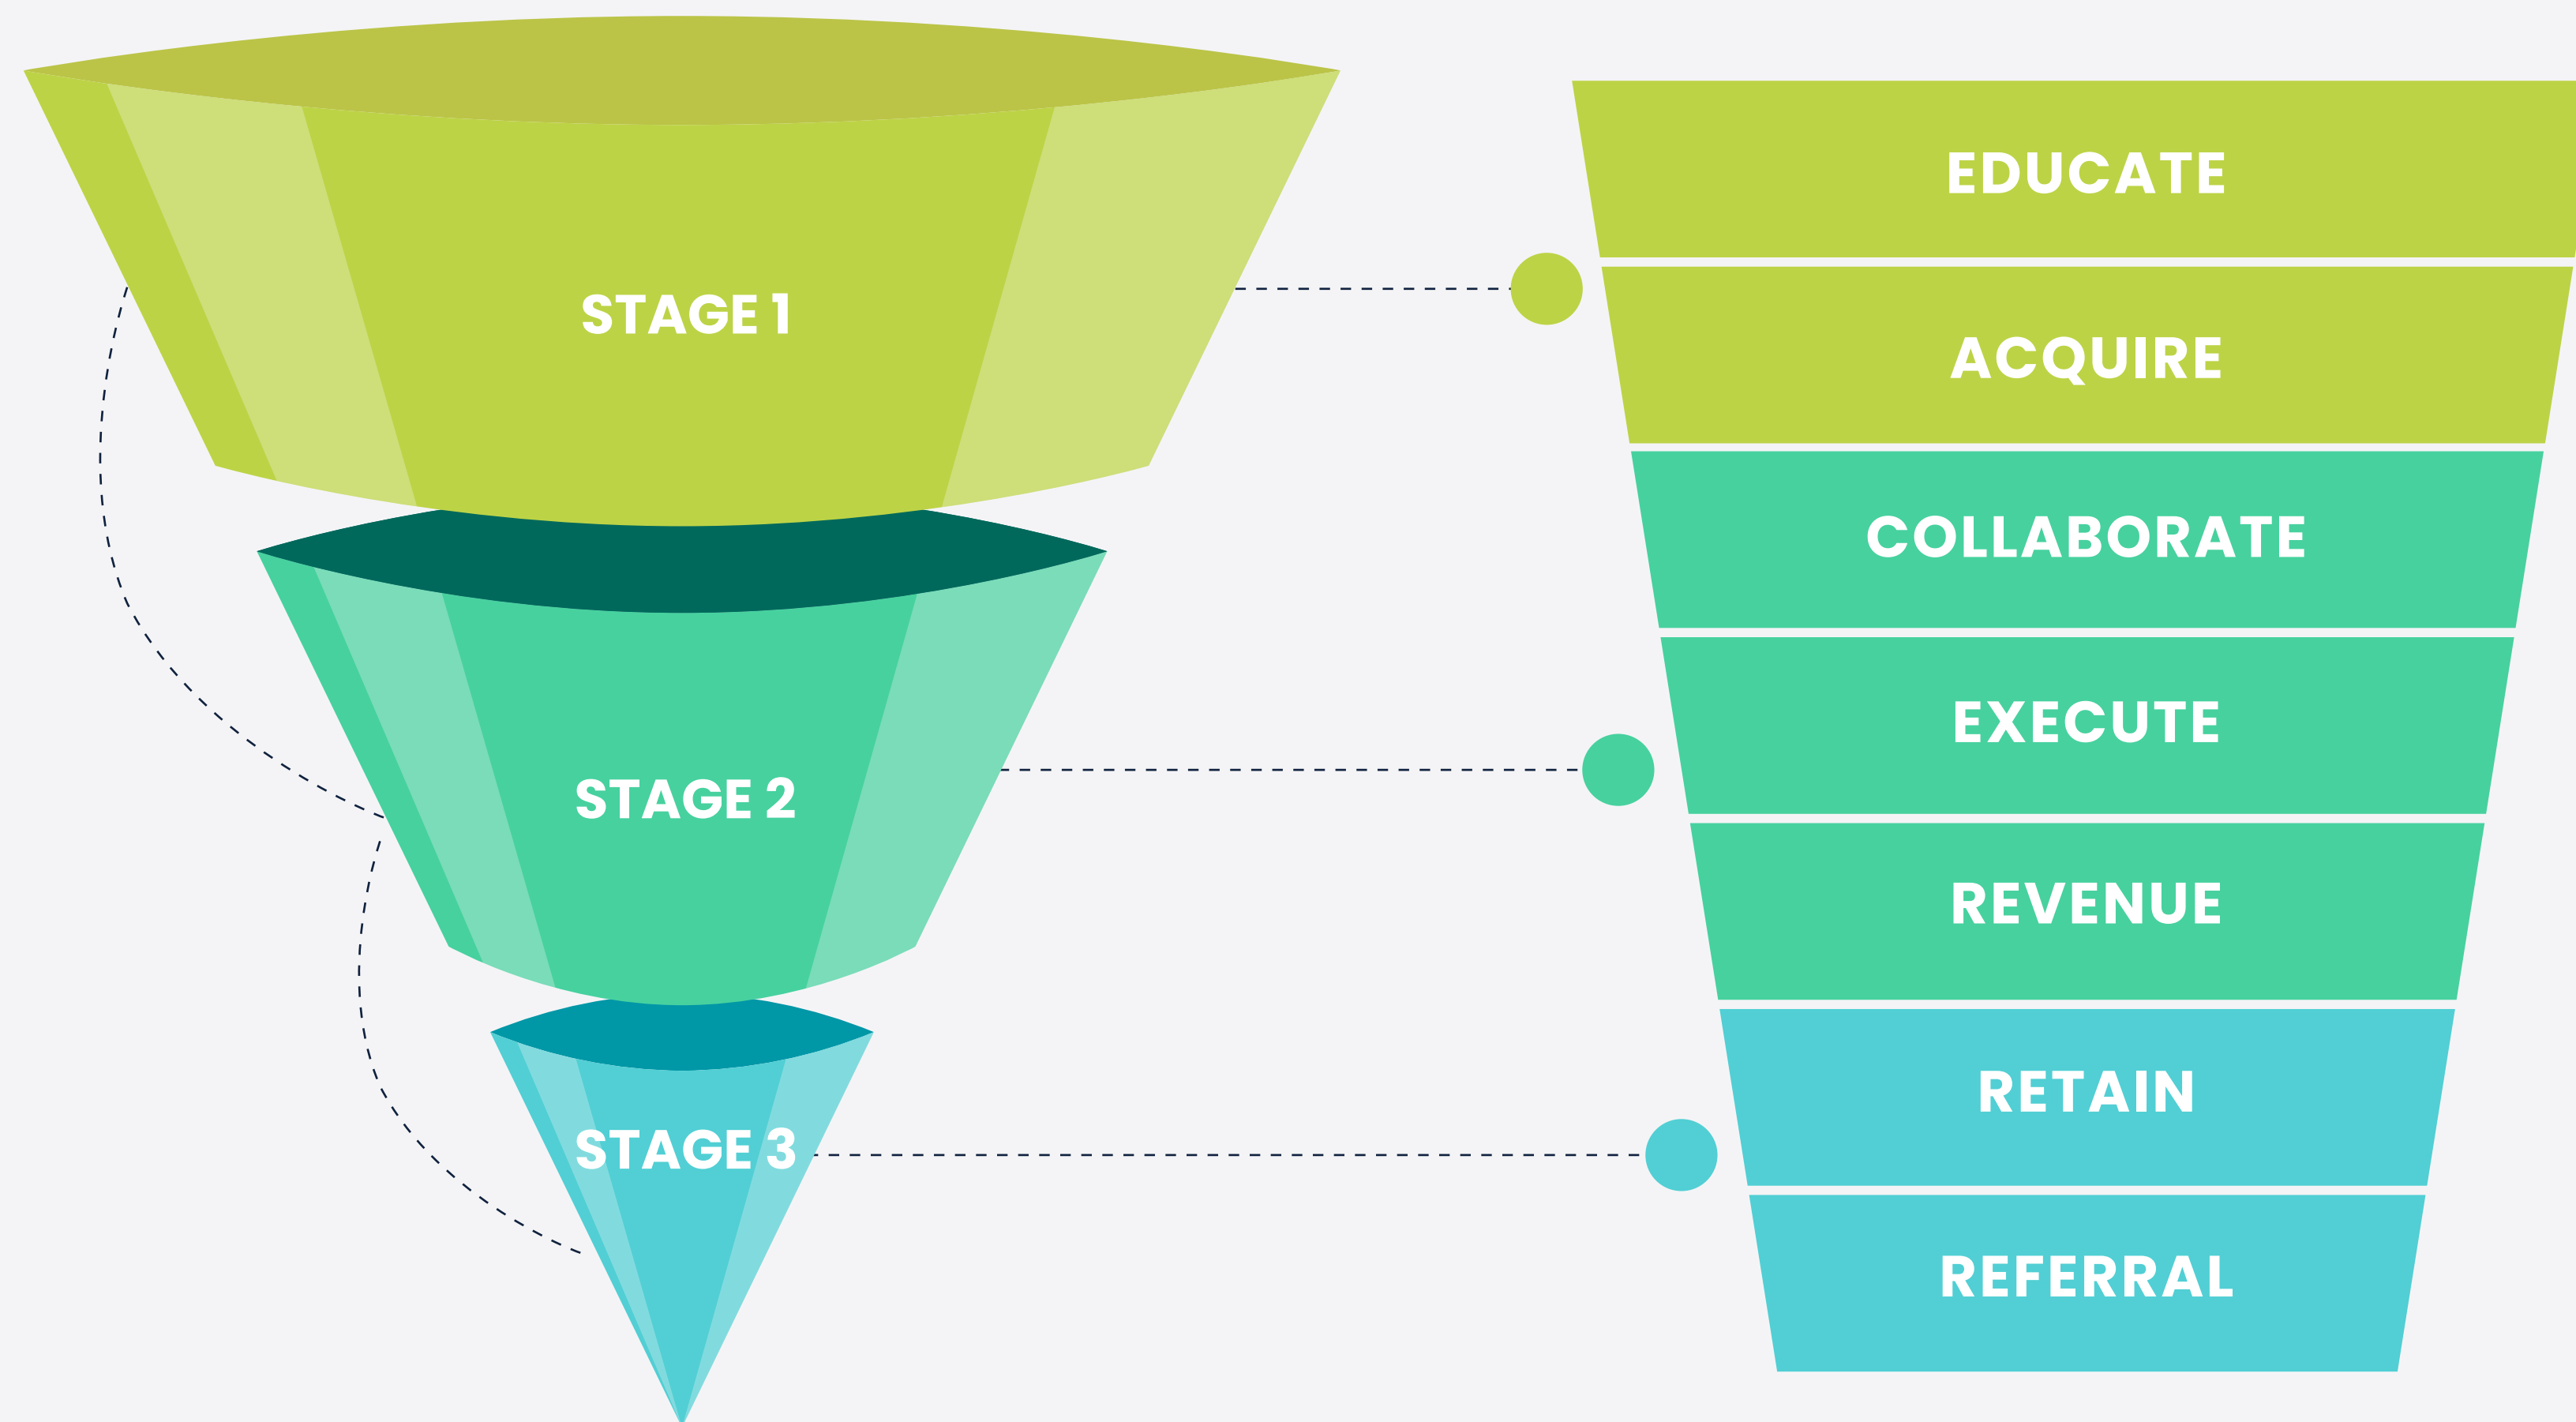 STAGE 1
STAGE 2
STAGE 3
EDUCATE
ACQUIRE
COLLABORATE
EXECUTE
REVENUE
RETAIN
REFERRAL